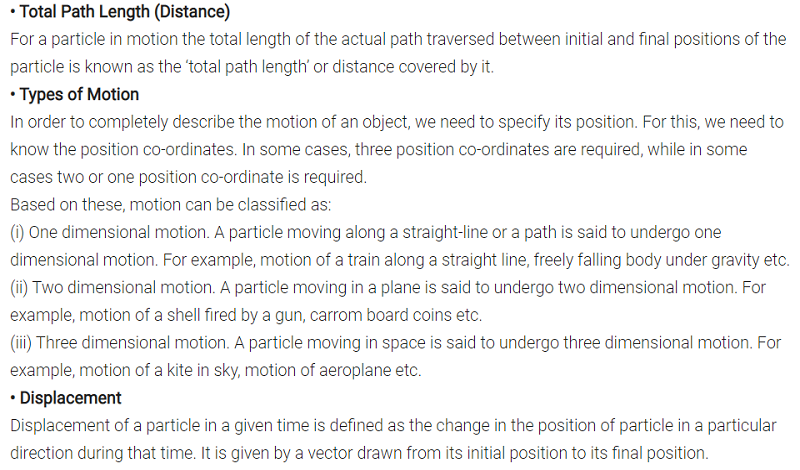 • Total Path Length (Distance)
For a particle in motion the total length of the actual path traversed between initial and final positions of the
particle is known as the ‘total path length’ or distance covered by it.
• Types of Motion
In order to completely describe the motion of an object, we need to specify its position. For this, we need to
know the position co-ordinates. In some cases, three position co-ordinates are required, while in some
cases two or one position co-ordinate is required.
Based on these, motion can be classified as:
(i) One dimensional motion. A particle moving along a straight-line or a path is said to undergo one
dimensional motion. For example, motion of a train along a straight line, freely falling body under gravity etc.
(ii) Two dimensional motion. A particle moving in a plane is said to undergo two dimensional motion. For
example, motion of a shell fired by a gun, carrom board coins etc.
(iii) Three dimensional motion. A particle moving in space is said to undergo three dimensional motion. For
example, motion of a kite in sky, motion of aeroplane etc.
• Displacement
Displacement of a particle in a given time is defined as the change in the position of particle in a particular
direction during that time. It is given by a vector drawn from its initial position to its final position.